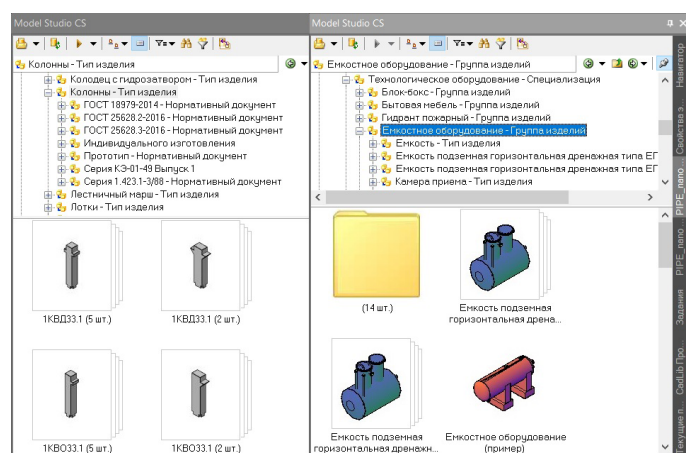 Model Studio CS
Колонны - Тип изделия
Колодец с гидрозатвором - Тип изделия
Колонны - Тип изделия
ГОСТ 18979-2014 - Нормативный документ
ГОСТ 25628.2-2016 - Нормативный документ
ГОСТ 25628.3-2016 - Нормативный документ
Индивидуального изготовления
Прототип - Нормативный документ
Серия КЭ-01-49 Выпуск 1
Серия 1.423.1-3/88 - Нормативный документ
Лестничный марш - Тип изделия
Лотки - Тип изделия
1КВД33.1 (5 шт.)
1КВД33.1 (2 шт.)
1КВО33.1 (5 шт.)
1КВО33.1 (2 шт.)
Model Studio CS
Емкостное оборудование - Группа изделий
Технологическое оборудование - Специализация
Блок-бокс - Группа изделий
Бытовая мебель - Группа изделий
Гидрант пожарный - Группа изделий
Емкостное оборудование - Группа изделий
Емкость - Тип изделия
Емкость подземная горизонтальная дренажная типа ЕГ
Емкость подземная горизонтальная дренажная типа ЕГ
Камера приема - Тип изделия
(14 шт.)
Емкость подземная
горизонтальная дрена...
Емкость подземная
горизонтальная дренажн...
Емкостное оборудование
(пример)
Навигатор
Свойства э...
PIPE_nano ...
PIPE_nano ...
Задания
CadLib Про...
Текущие п...